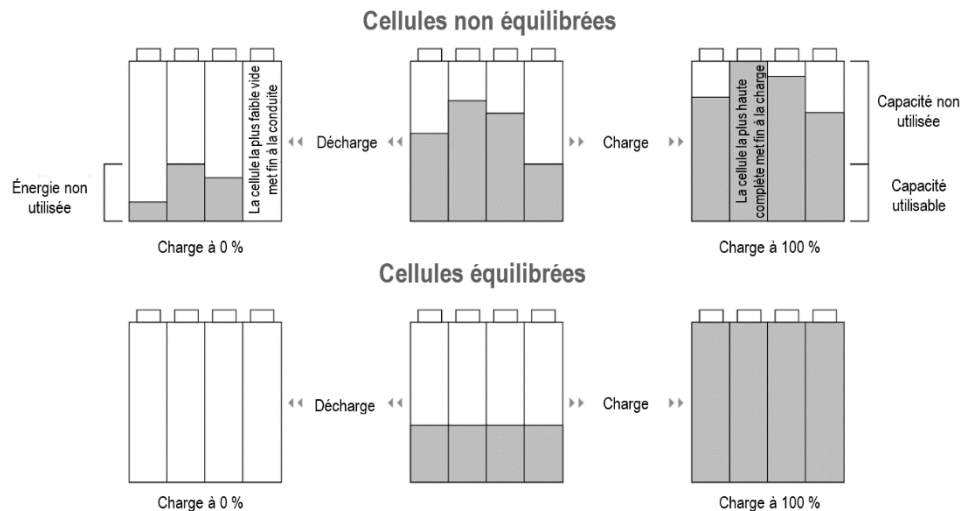 Cellules non équilibrées
La cellule la plus faible vide
met fin à la conduite
Énergie non
utilisée
Décharge
Charge
La cellule la plus haute
complète met fin à la charge
Capacité non
utilisée
Capacité
utilisable
Charge à 0 %
Charge à 100 %
Cellules équilibrées
Décharge
Charge
Charge à 0 %
Charge à 100 %